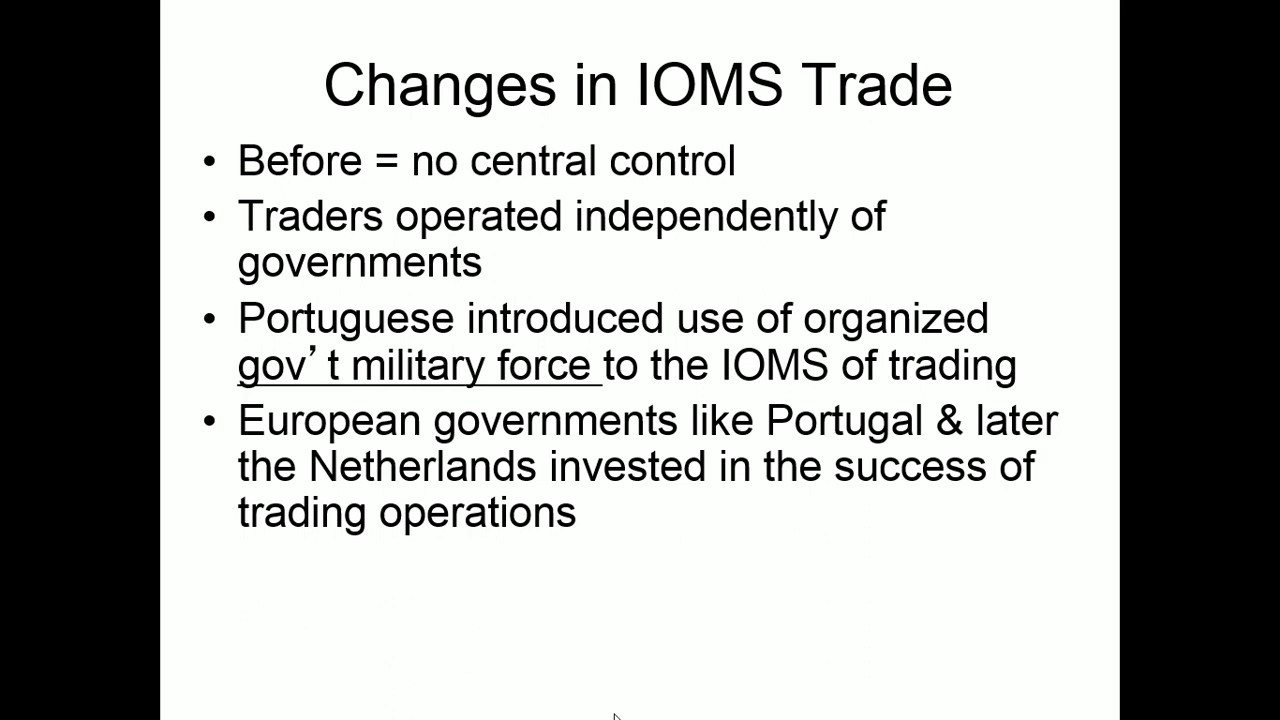 Changes in IOMS Trade
• Before = no central control
• Traders operated independently of
governments
• Portuguese introduced use of organized
gov’t military force to the IOMS of trading
• European governments like Portugal & later
the Netherlands invested in the success of
trading operations